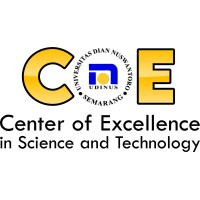 C E
UNIVERSITAS DIAN NUSWANTORO
UDINUS
SEMARANG
Center of Excellence
in Science and Technology